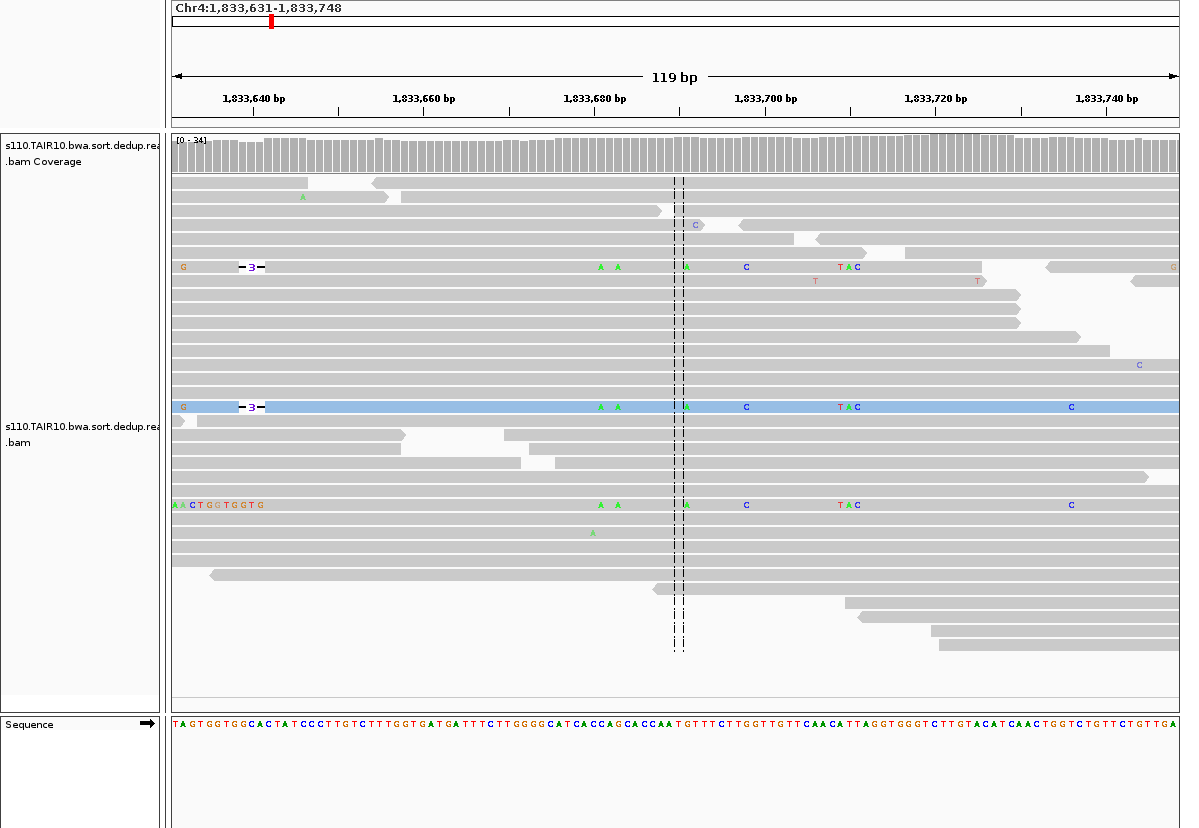 Chr4:1,833,631-1,833,748
119 bp
1,833,640 bp 1,833,660 bp 1,833,680 bp 1,833,700 bp 1,833,720 bp 1,833,740 bp
s110.TAIR10.bwa.sort.dedup.rea
.bam Coverage
[0 - 34]
A
C
G 3 A A A C T A C G
T T
C
G 3 A A A C T A C C
s110.TAIR10.bwa.sort.dedup.rea
.bam
A A C T G C T G G T G A A A C T A C C
A
Sequence
TAGTGGTGGCACTATCCCTTGTCTTTGGTGATGATTTCTTGGGGCATCACCAGCACCAATGTTTCTTGGTTGTTCAACATTAGGTGGGTCTTGTACATCAACTGGTCTGTTCTGTTGA